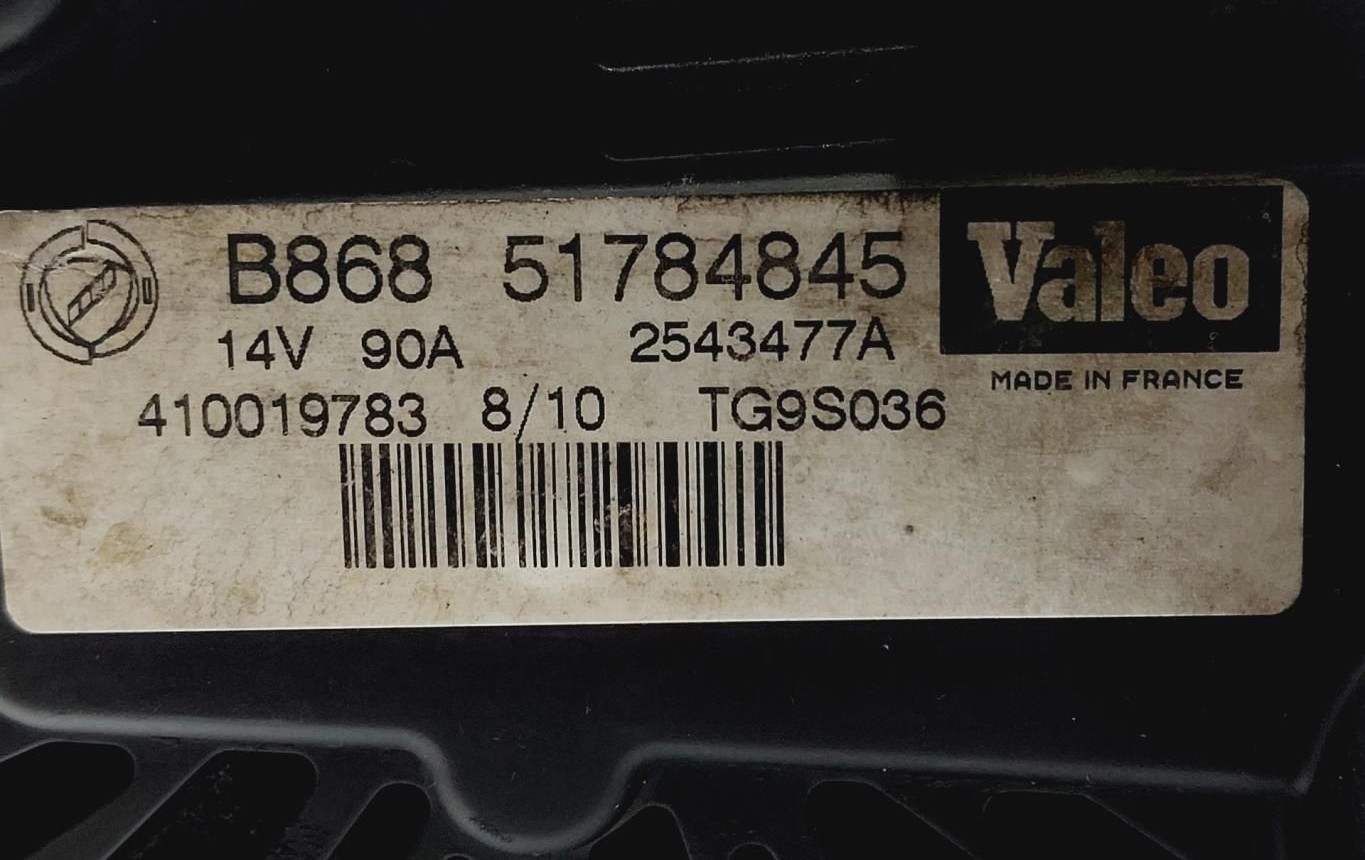 B868 51784845
Valeo
14V 90A 2543477A
MADE IN FRANCE
410019783 8/10 TG9S036